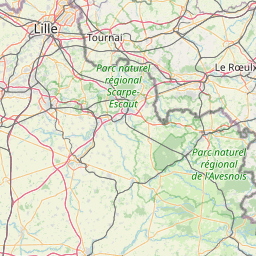 Lille
Tournai
Parc naturel
régional
Scarpe-
Escaut
Le Rœulx
Parc naturel
régional
de l'Avesnois